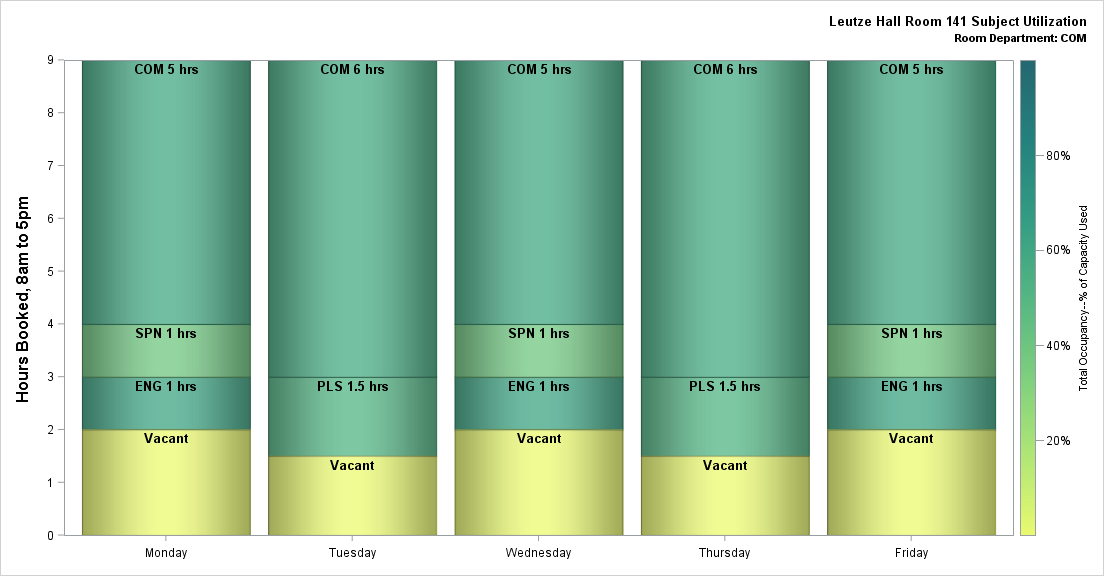 Leutze Hall Room 141 Subject Utilization
Room Department: COM
Hours Booked, 8am to 5pm
9
8
7
6
5
4
3
2
1
0
COM 5 hrs
SPN 1 hrs
ENG 1 hrs
Vacant
COM 6 hrs
PLS 1.5 hrs
Vacant
COM 5 hrs
SPN 1 hrs
ENG 1 hrs
Vacant
COM 6 hrs
PLS 1.5 hrs
Vacant
COM 5 hrs
SPN 1 hrs
ENG 1 hrs
Vacant
Monday
Tuesday
Wednesday
Thursday
Friday
80%
60%
40%
20%
Total Occupancy--% of Capacity Used